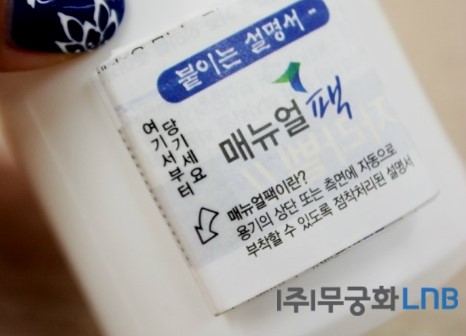 붙이는 설명서 -
매뉴얼팩
여기서부터
당기세요
매뉴얼팩이란?
용기의 상단 또는 측면에 자동으로
부착할 수 있도록 점착처리된 설명서
(주)무궁화LNB